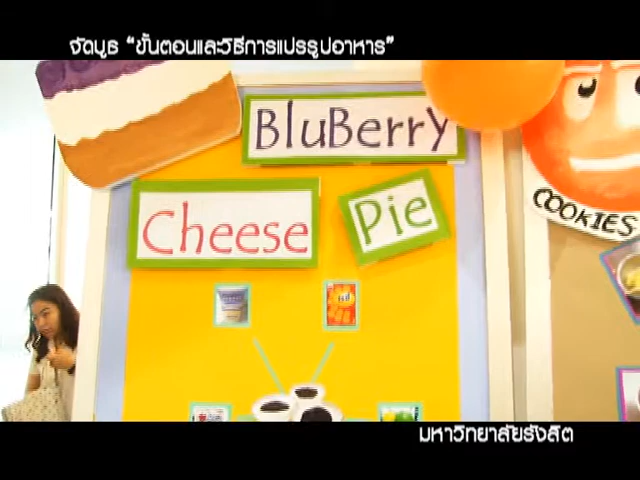 จัดบูธ “ขั้นตอนและวิธีการแปรรูปอาหาร”
BluBerry
Cheese
Pie
COOKIES
มหาวิทยาลัยรังสิต